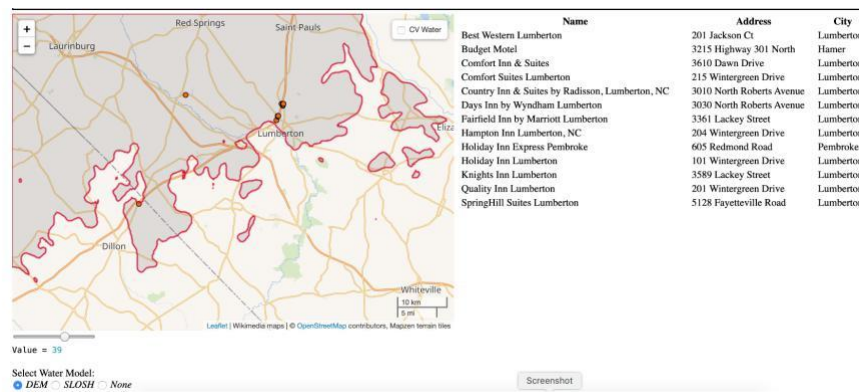 +
−
CV Water
Red Springs
Saint Pauls
Laurinburg
Lumberton
Eliza
Dillon
Whiteville
10 km
5 mi
Leaflet | Wikimedia maps | © OpenStreetMap contributors, Mapzen terrain tiles
Value = 39
Select Water Model:
DEM SLOSH None
Name Address City
Best Western Lumberton 201 Jackson Ct Lumberton
Budget Motel 3215 Highway 301 North Hamer
Comfort Inn & Suites 3610 Dawn Drive Lumberton
Comfort Suites Lumberton 215 Wintergreen Drive Lumberton
Country Inn & Suites by Radisson, Lumberton, NC 3010 North Roberts Avenue Lumberton
Days Inn by Wyndham Lumberton 3030 North Roberts Avenue Lumberton
Fairfield Inn by Marriott Lumberton 3361 Lackey Street Lumberton
Hampton Inn Lumberton, NC 204 Wintergreen Drive Lumberton
Holiday Inn Express Pembroke 605 Redmond Road Pembroke
Holiday Inn Lumberton 101 Wintergreen Drive Lumberton
Knights Inn Lumberton 3589 Lackey Street Lumberton
Quality Inn Lumberton 201 Wintergreen Drive Lumberton
SpringHill Suites Lumberton 5128 Fayetteville Road Lumberton
Screenshot